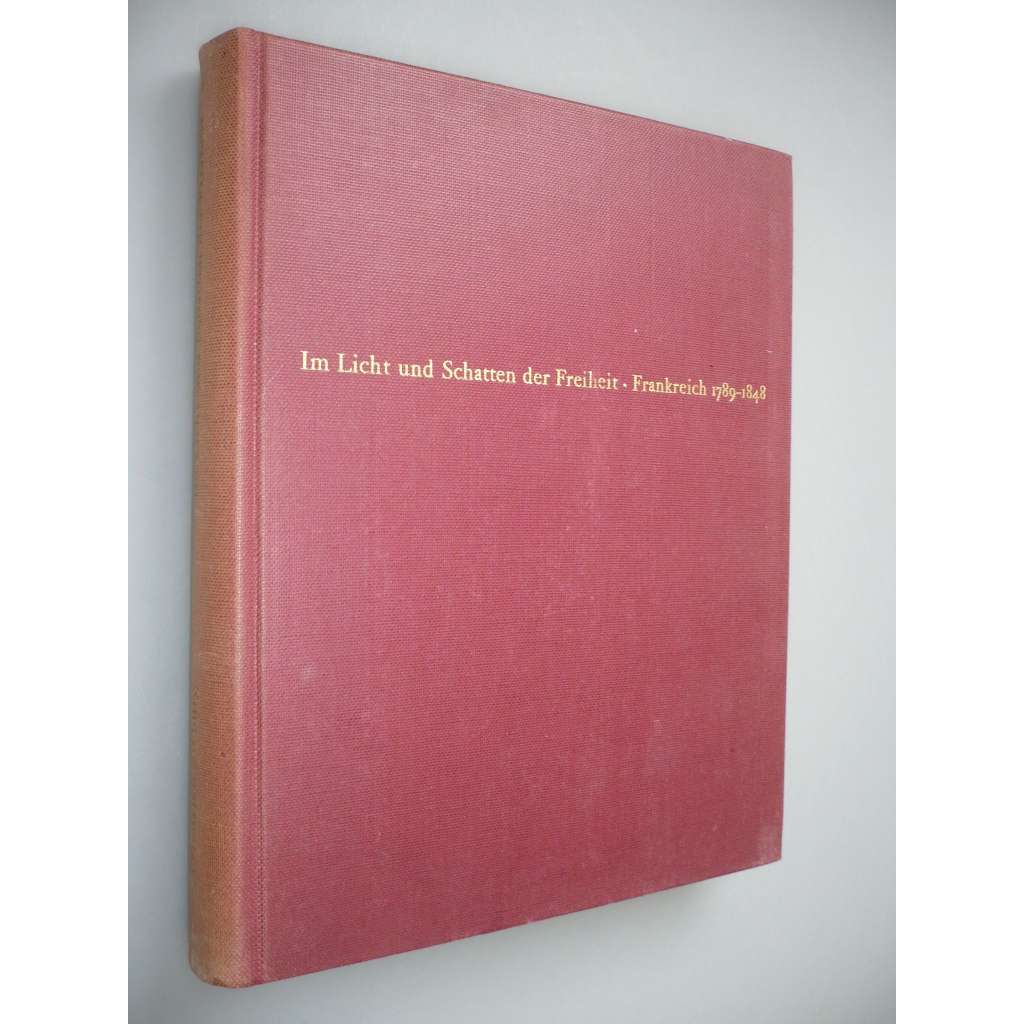 Im Licht und Schatten der Freiheit · Frankreich 1789–1848